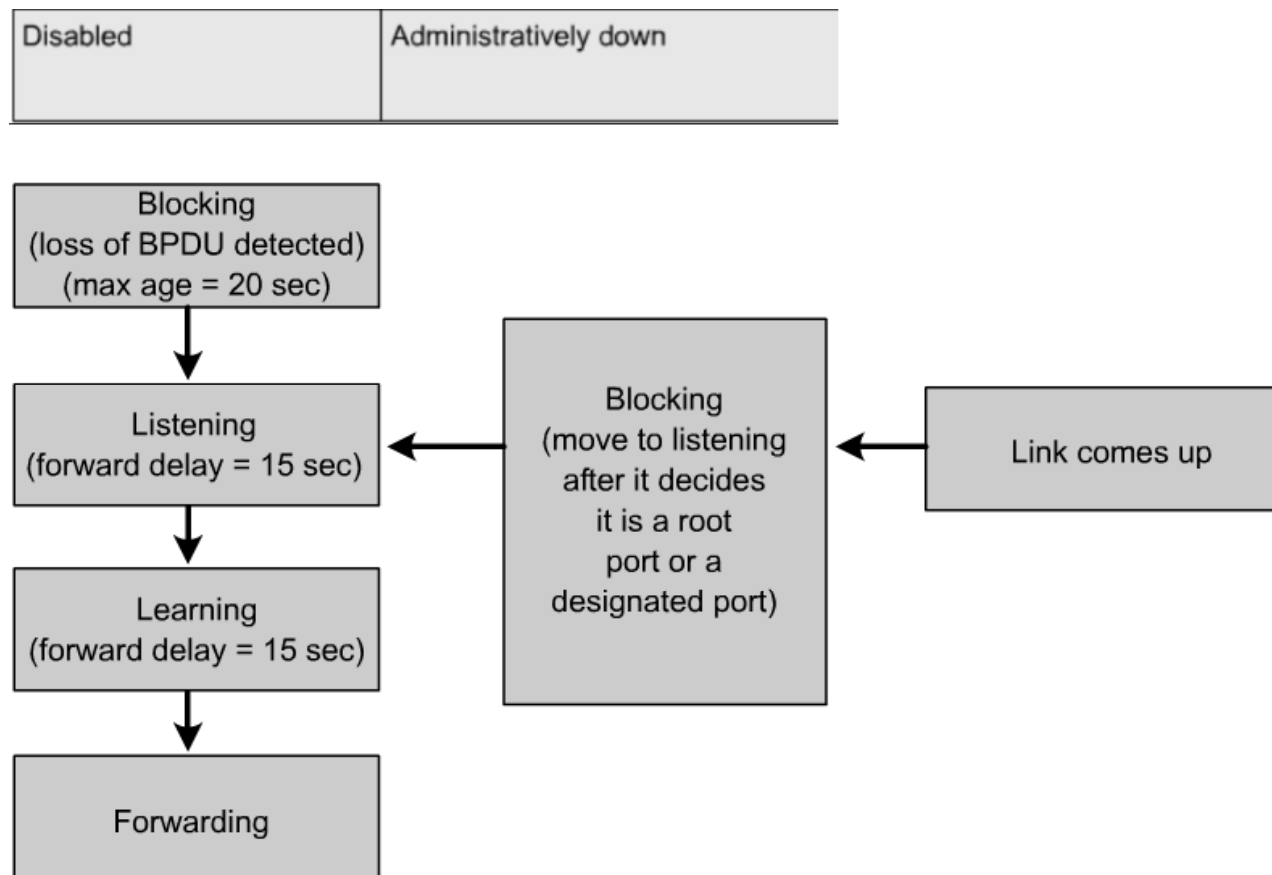 Disabled
Administratively down
Blocking
(loss of BPDU detected)
(max age = 20 sec)
Listening
(forward delay = 15 sec)
Learning
(forward delay = 15 sec)
Forwarding
Blocking
(move to listening
after it decides
it is a root
port or a
designated port)
Link comes up